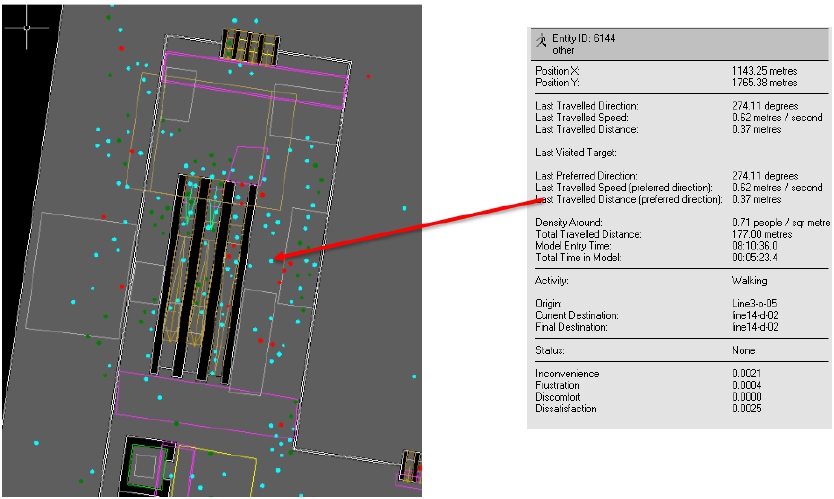 Entity ID: 6144
other
Position X: 1143.25 metres
Position Y: 1765.38 metres
Last Travelled Direction: 274.11 degrees
Last Travelled Speed: 0.62 metres / second
Last Travelled Distance: 0.37 metres
Last Visited Target:
Last Preferred Direction: 274.11 degrees
Last Travelled Speed (preferred direction): 0.62 metres / second
Last Travelled Distance (preferred direction): 0.37 metres
Density Around: 0.71 people / sqr metre
Total Travelled Distance: 177.00 metres
Model Entry Time: 08:10:36.0
Total Time in Model: 00:05:23.4
Activity: Walking
Origin: Line3-o-05
Current Destination: line14-d-02
Final Destination: line14-d-02
Status: None
Inconvenience 0.0021
Frustration 0.0004
Discomfort 0.0000
Dissatisfaction 0.0025